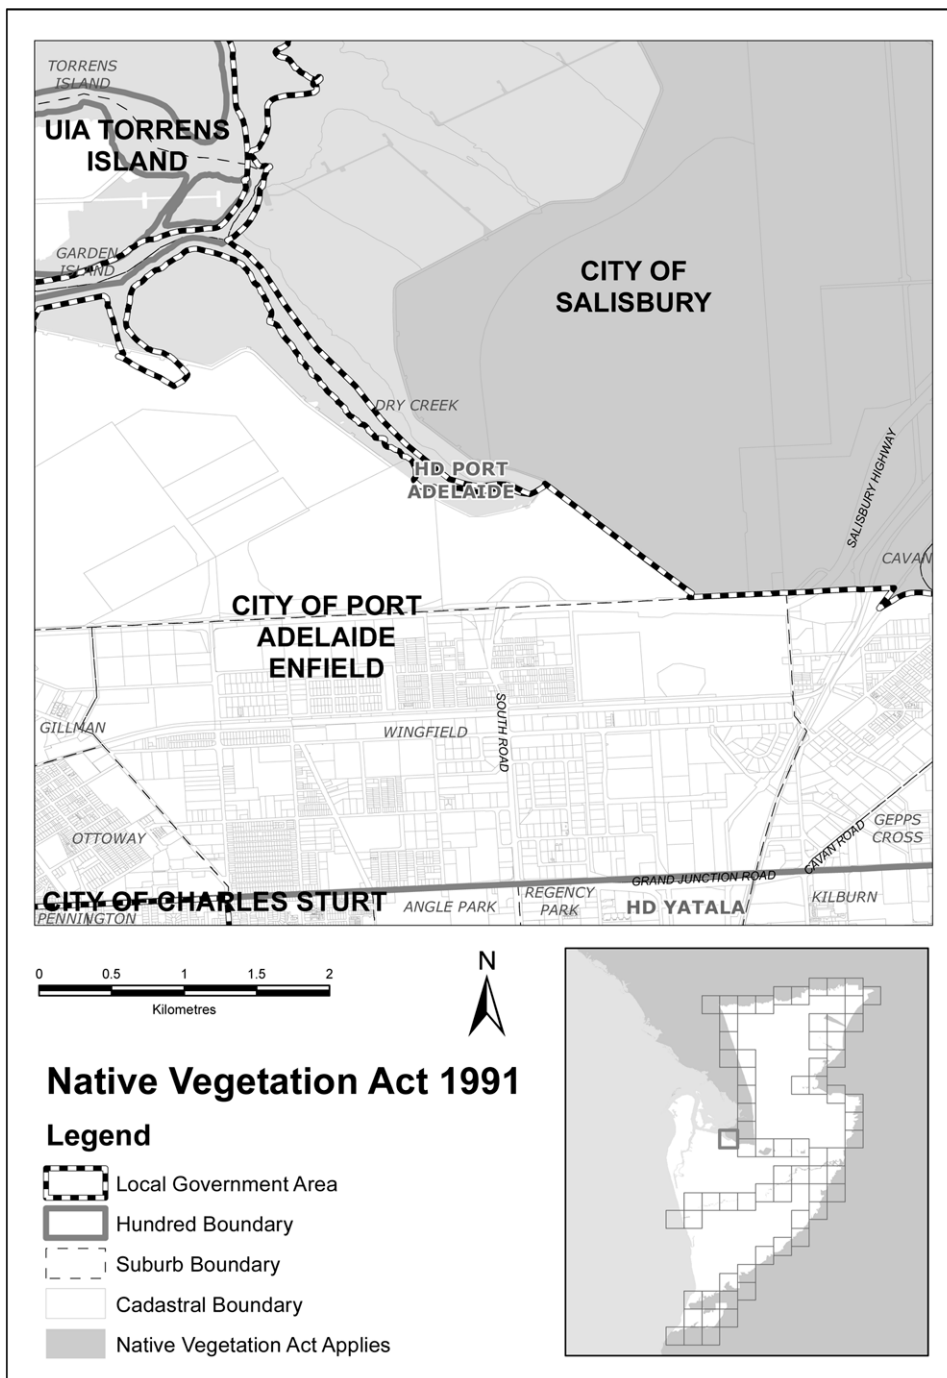 TORRENS
ISLAND
UIA TORRENS
ISLAND
GARDEN
ISLAND
CITY OF
SALISBURY
DRY CREEK
HD PORT
ADELAIDE
SALISBURY HIGHWAY
CAVAN
CITY OF PORT
ADELAIDE
ENFIELD
GILLMAN
WINGFIELD
SOUTH ROAD
OTTOWAY
GEPPS
CROSS
CAVAN ROAD
GRAND JUNCTION ROAD
CITY OF CHARLES STURT
PENNINGTON
ANGLE PARK
REGENCY
PARK
HD YATALA
KILBURN
0 0.5 1 1.5 2
Kilometres
N
Native Vegetation Act 1991
Legend
Local Government Area
Hundred Boundary
Suburb Boundary
Cadastral Boundary
Native Vegetation Act Applies